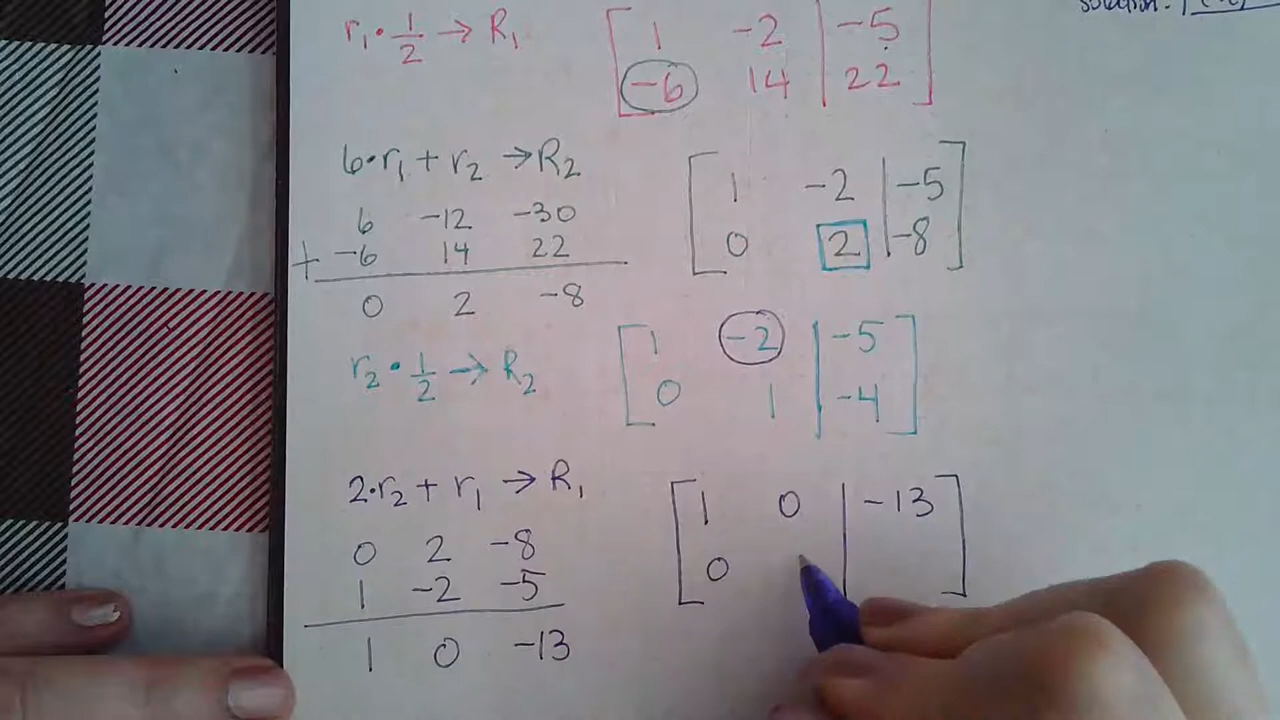 solution:
r₁ · 1/2 → R₁ [ 1 -2 | -5
-6 14 | 22 ]
6·r₁ + r₂ → R₂ [ 1 -2 | -5
6 -12 -30
+ -6 14 22 0 2 | -8 ]
0 2 -8
r₂ · 1/2 → R₂ [ 1 -2 | -5
0 1 | -4 ]
2·r₂ + r₁ → R₁ [ 1 0 | -13
0 2 -8 0 ]
1 -2 -5
1 0 -13